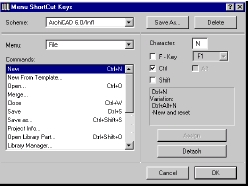 Menu ShortCut Keys
Scheme: ArchiCAD 6.0/Infl Save As... Delete
Menu: File
Commands:
New Ctrl+N
New From Template...
Open... Ctrl+O
Merge...
Close Ctrl+W
Save Ctrl+S
Save as... Ctrl+Shift+S
Project Info...
Open Library Part... Ctrl+Shift+O
Library Manager...
Character: N
F - Key F1
Ctrl Alt
Shift
Ctrl+N
Variation:
Ctrl+Alt+N
-New and reset
Assign
Detash
Cancel OK